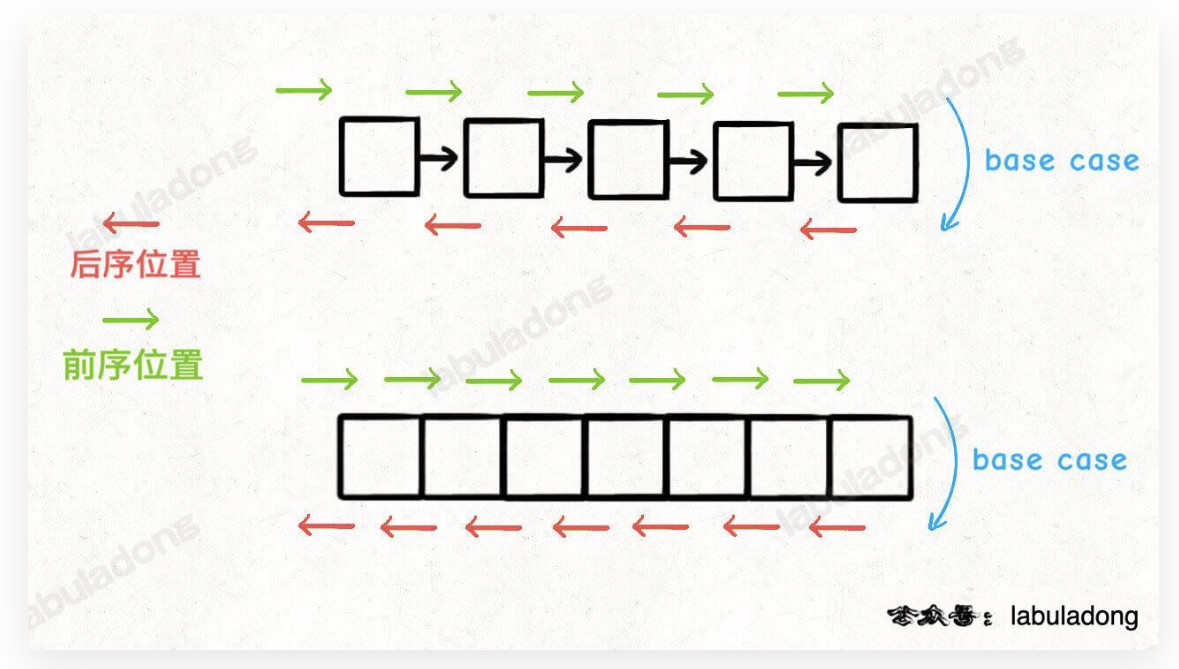 base case
后序位置
前序位置
base case
公众号：labuladong
labuladong
labuladong
labuladong
labuladong
labuladong
labuladong